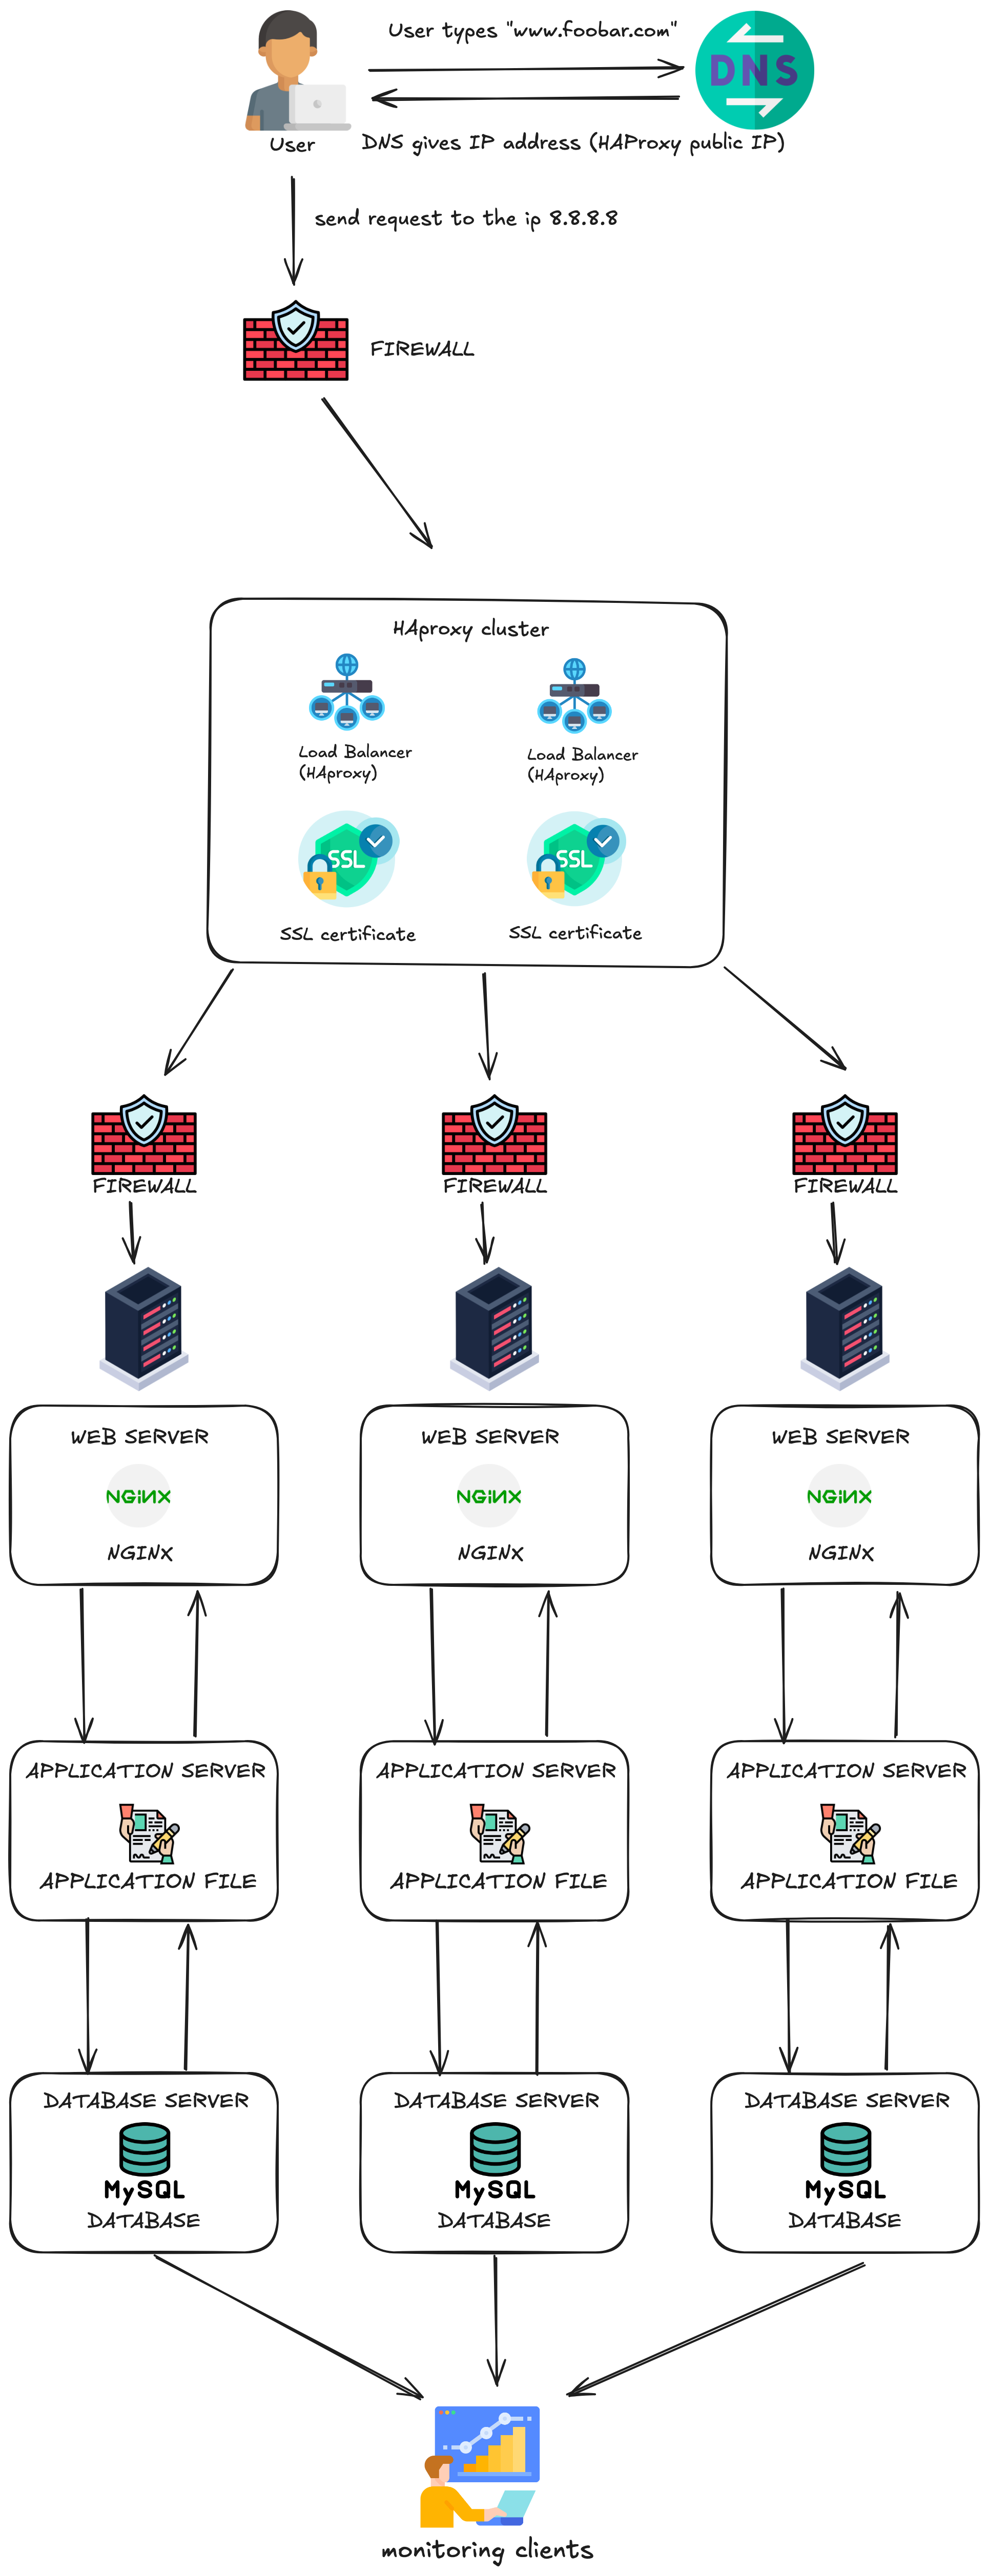 User types "www.foobar.com"
DNS
User
DNS gives IP address (HAProxy public IP)
send request to the ip 8.8.8.8
FIREWALL
HAproxy cluster
Load Balancer
(HAproxy)
Load Balancer
(HAproxy)
SSL
SSL
SSL certificate
SSL certificate
FIREWALL
FIREWALL
FIREWALL
WEB SERVER
NGiNX
NGINX
WEB SERVER
NGiNX
NGINX
WEB SERVER
NGiNX
NGINX
APPLICATION SERVER
APPLICATION FILE
APPLICATION SERVER
APPLICATION FILE
APPLICATION SERVER
APPLICATION FILE
DATABASE SERVER
MySQL
DATABASE
DATABASE SERVER
MySQL
DATABASE
DATABASE SERVER
MySQL
DATABASE
monitoring clients